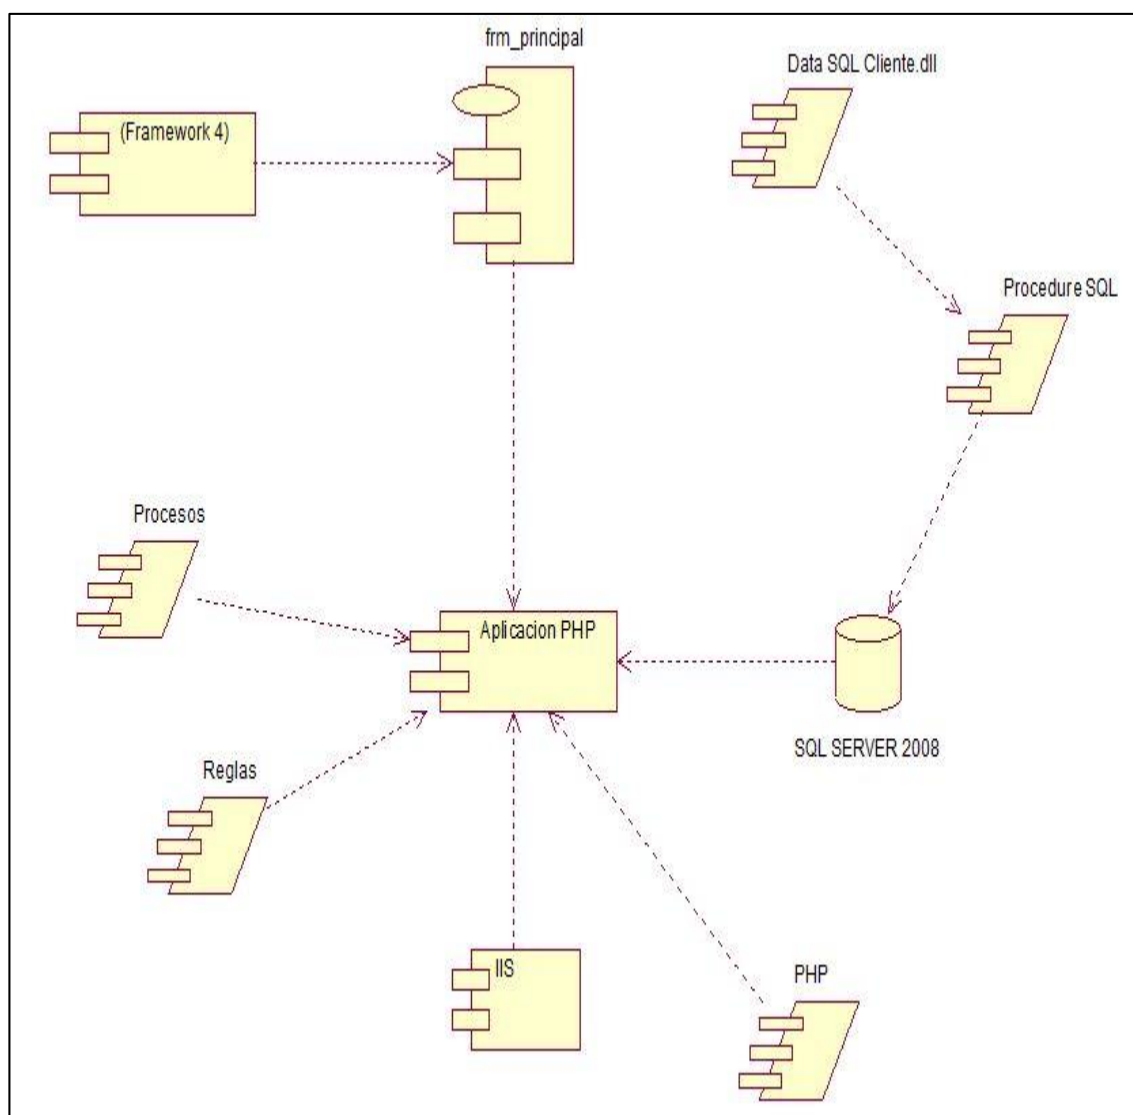 frm_principal
Data SQL Cliente.dll
(Framework 4)
Procedure SQL
Procesos
Aplicacion PHP
SQL SERVER 2008
Reglas
IIS
PHP